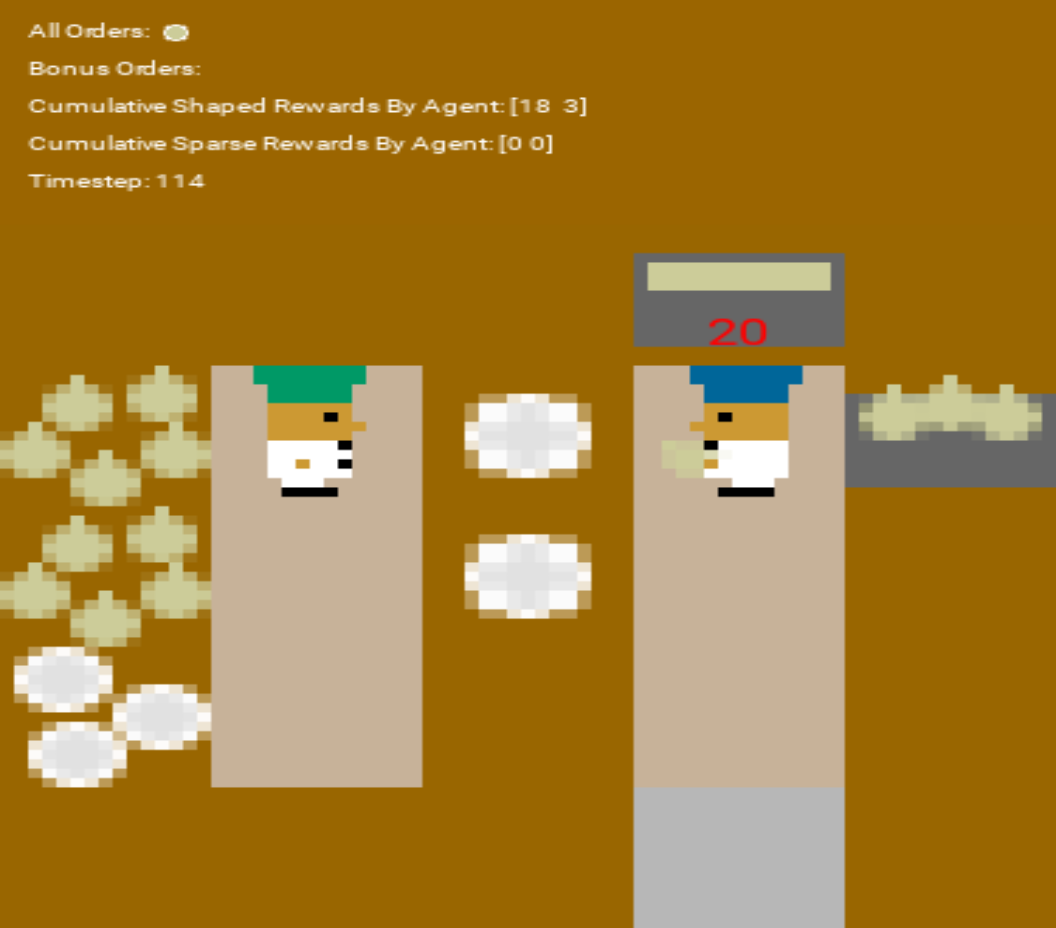 All Orders:
Bonus Orders:
Cumulative Shaped Rewards By Agent: [18 3]
Cumulative Sparse Rewards By Agent: [0 0]
Timestep: 114
20